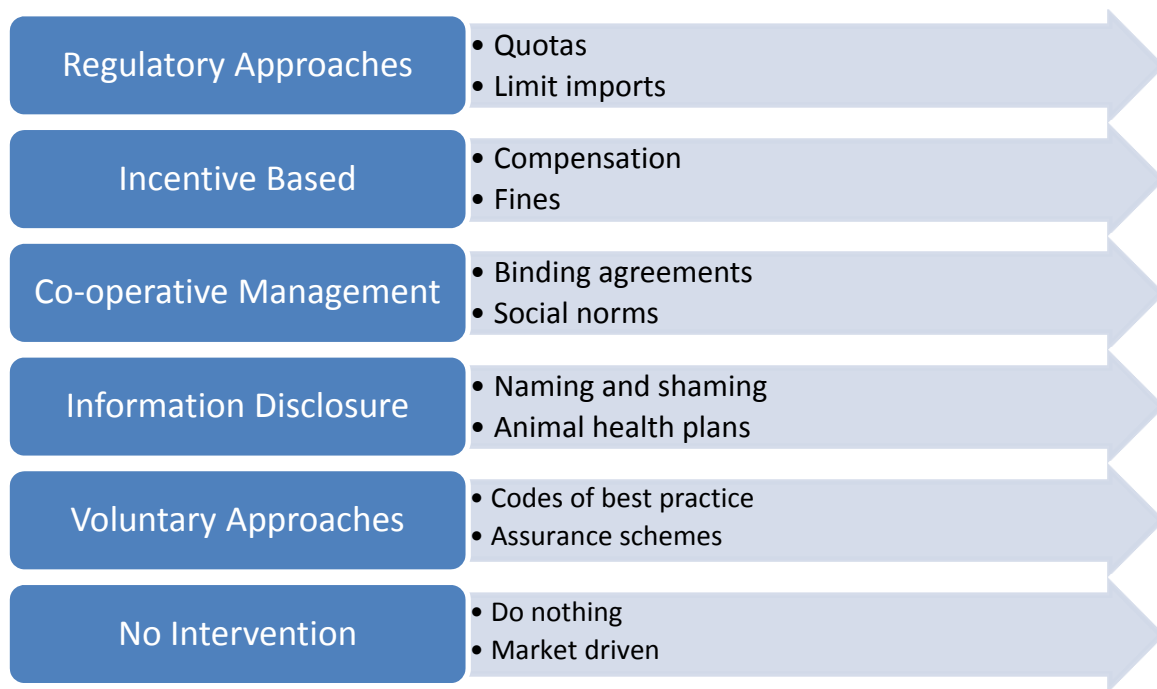 Regulatory Approaches
• Quotas
• Limit imports
Incentive Based
• Compensation
• Fines
Co-operative Management
• Binding agreements
• Social norms
Information Disclosure
• Naming and shaming
• Animal health plans
Voluntary Approaches
• Codes of best practice
• Assurance schemes
No Intervention
• Do nothing
• Market driven